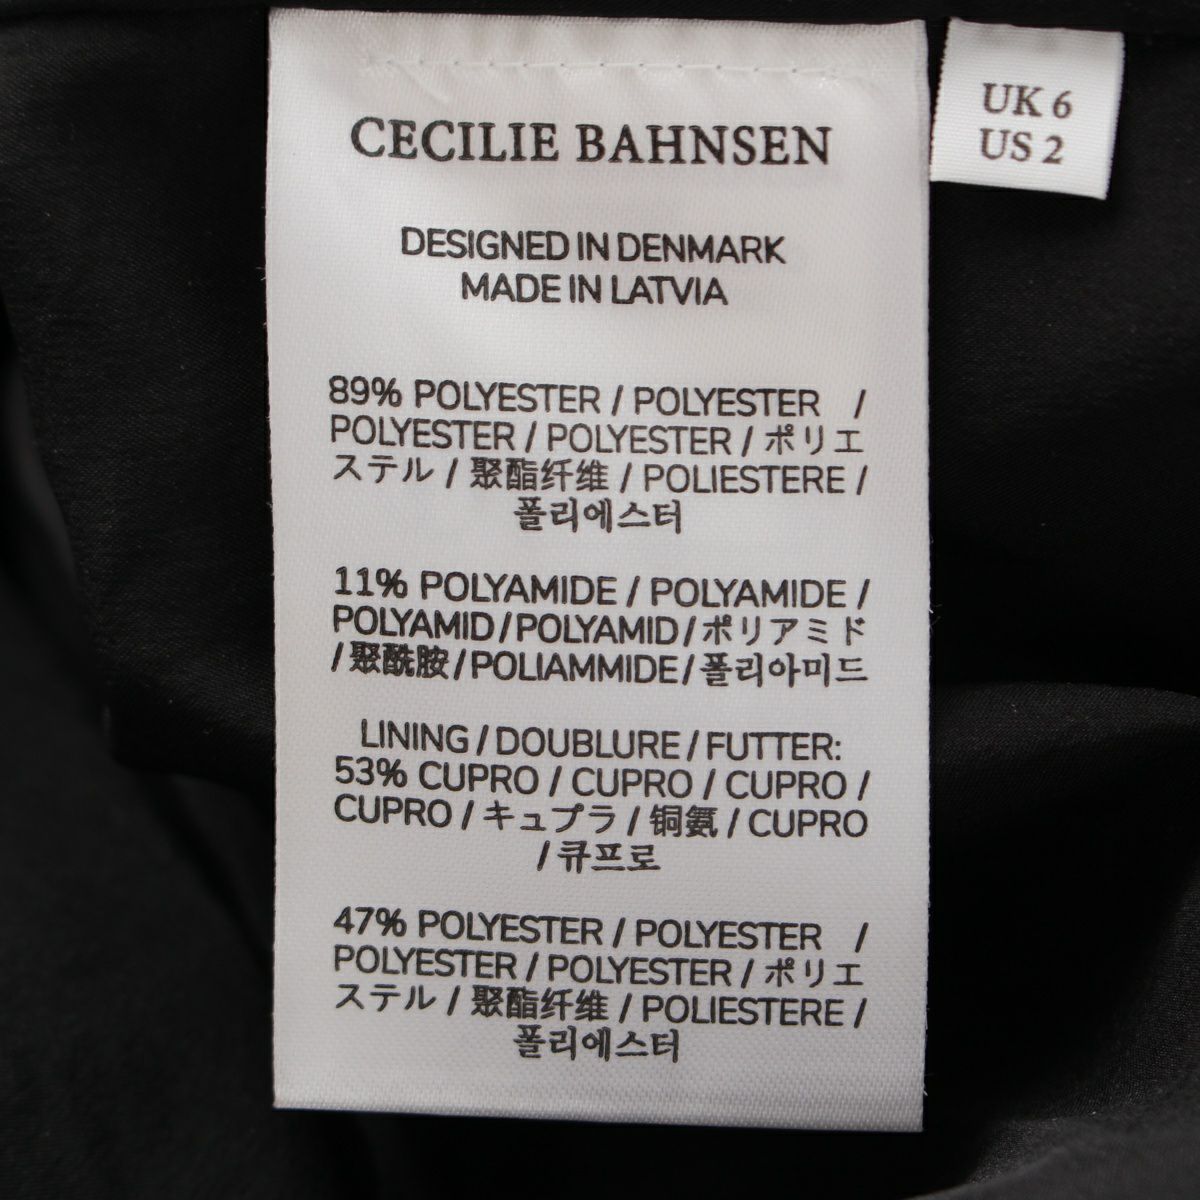 CECILIE BAHNSEN
DESIGNED IN DENMARK
MADE IN LATVIA
89% POLYESTER / POLYESTER /
POLYESTER / POLYESTER / ポリエ
ステル / 聚酯纤维 / POLIESTERE /
폴리에스터
11% POLYAMIDE / POLYAMIDE /
POLYAMID / POLYAMID / ポリアミド
/ 聚酰胺 / POLIAMMIDE / 폴리아미드
LINING / DOUBLURE / FUTTER:
53% CUPRO / CUPRO / CUPRO /
CUPRO / キュプラ / 铜氨 / CUPRO
/ 큐프로
47% POLYESTER / POLYESTER /
POLYESTER / POLYESTER / ポリエ
ステル / 聚酯纤维 / POLIESTERE /
폴리에스터
UK 6
US 2